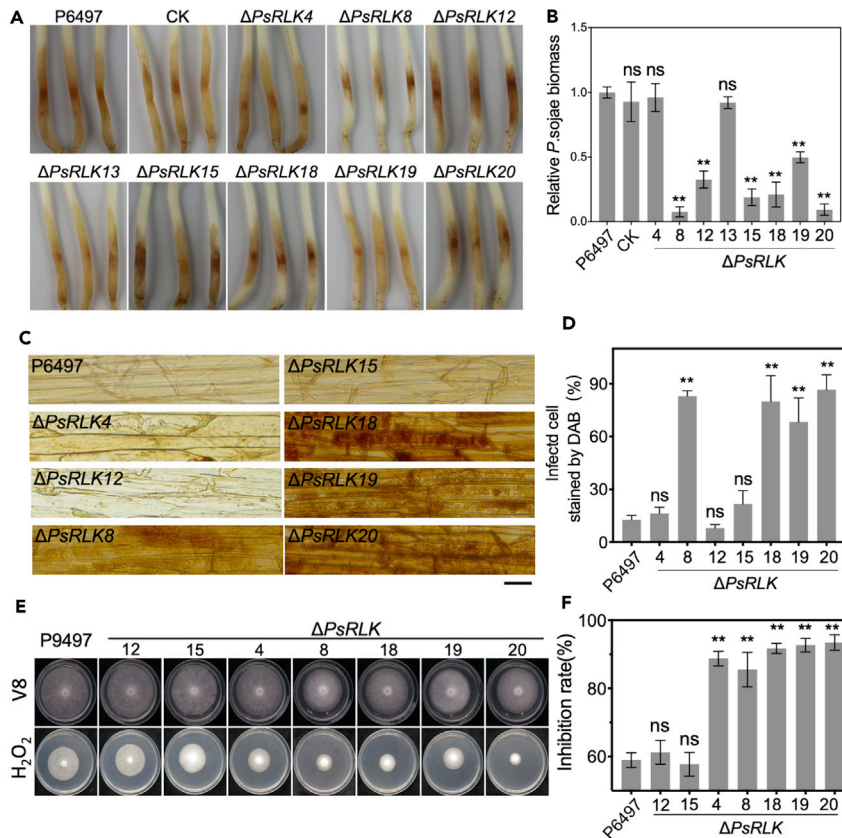 A
P6497 CK ΔPsRLK4 ΔPsRLK8 ΔPsRLK12
ΔPsRLK13 ΔPsRLK15 ΔPsRLK18 ΔPsRLK19 ΔPsRLK20
B
Relative P.sojae biomass
1.0
0.5
0.0
ns ns ** ** ns ** ** ** **
P6497 CK 4 8 12 13 15 18 19 20
ΔPsRLK
C
P6497 ΔPsRLK15
ΔPsRLK4 ΔPsRLK18
ΔPsRLK12 ΔPsRLK19
ΔPsRLK8 ΔPsRLK20
D
Infectd cell
stained by DAB (%)
90
60
30
0
ns ** ns ns ** ** **
P6497 4 8 12 15 18 19 20
ΔPsRLK
E
ΔPsRLK
P9497 12 15 4 8 18 19 20
V8
H2O2
F
Inhibition rate(%)
100
90
60
ns ns ** ** ** ** **
P6497 12 15 4 8 18 19 20
ΔPsRLK